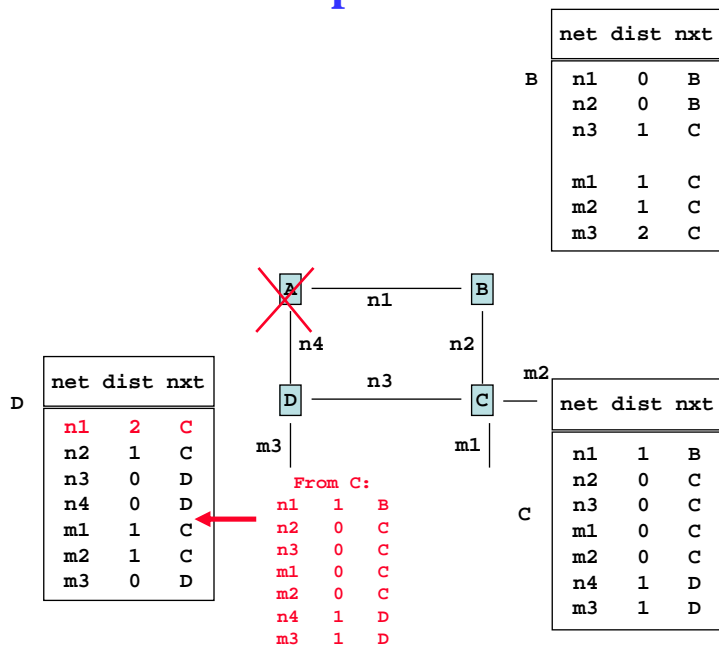 net dist nxt
B
n1 0 B
n2 0 B
n3 1 C
m1 1 C
m2 1 C
m3 2 C
A
B
n1
n4
n2
n3
m2
D
C
m3
m1
D
net dist nxt
n1 2 C
n2 1 C
n3 0 D
n4 0 D
m1 1 C
m2 1 C
m3 0 D
From C:
n1 1 B
n2 0 C
n3 0 C
m1 0 C
m2 0 C
n4 1 D
m3 1 D
C
net dist nxt
n1 1 B
n2 0 C
n3 0 C
m1 0 C
m2 0 C
n4 1 D
m3 1 D